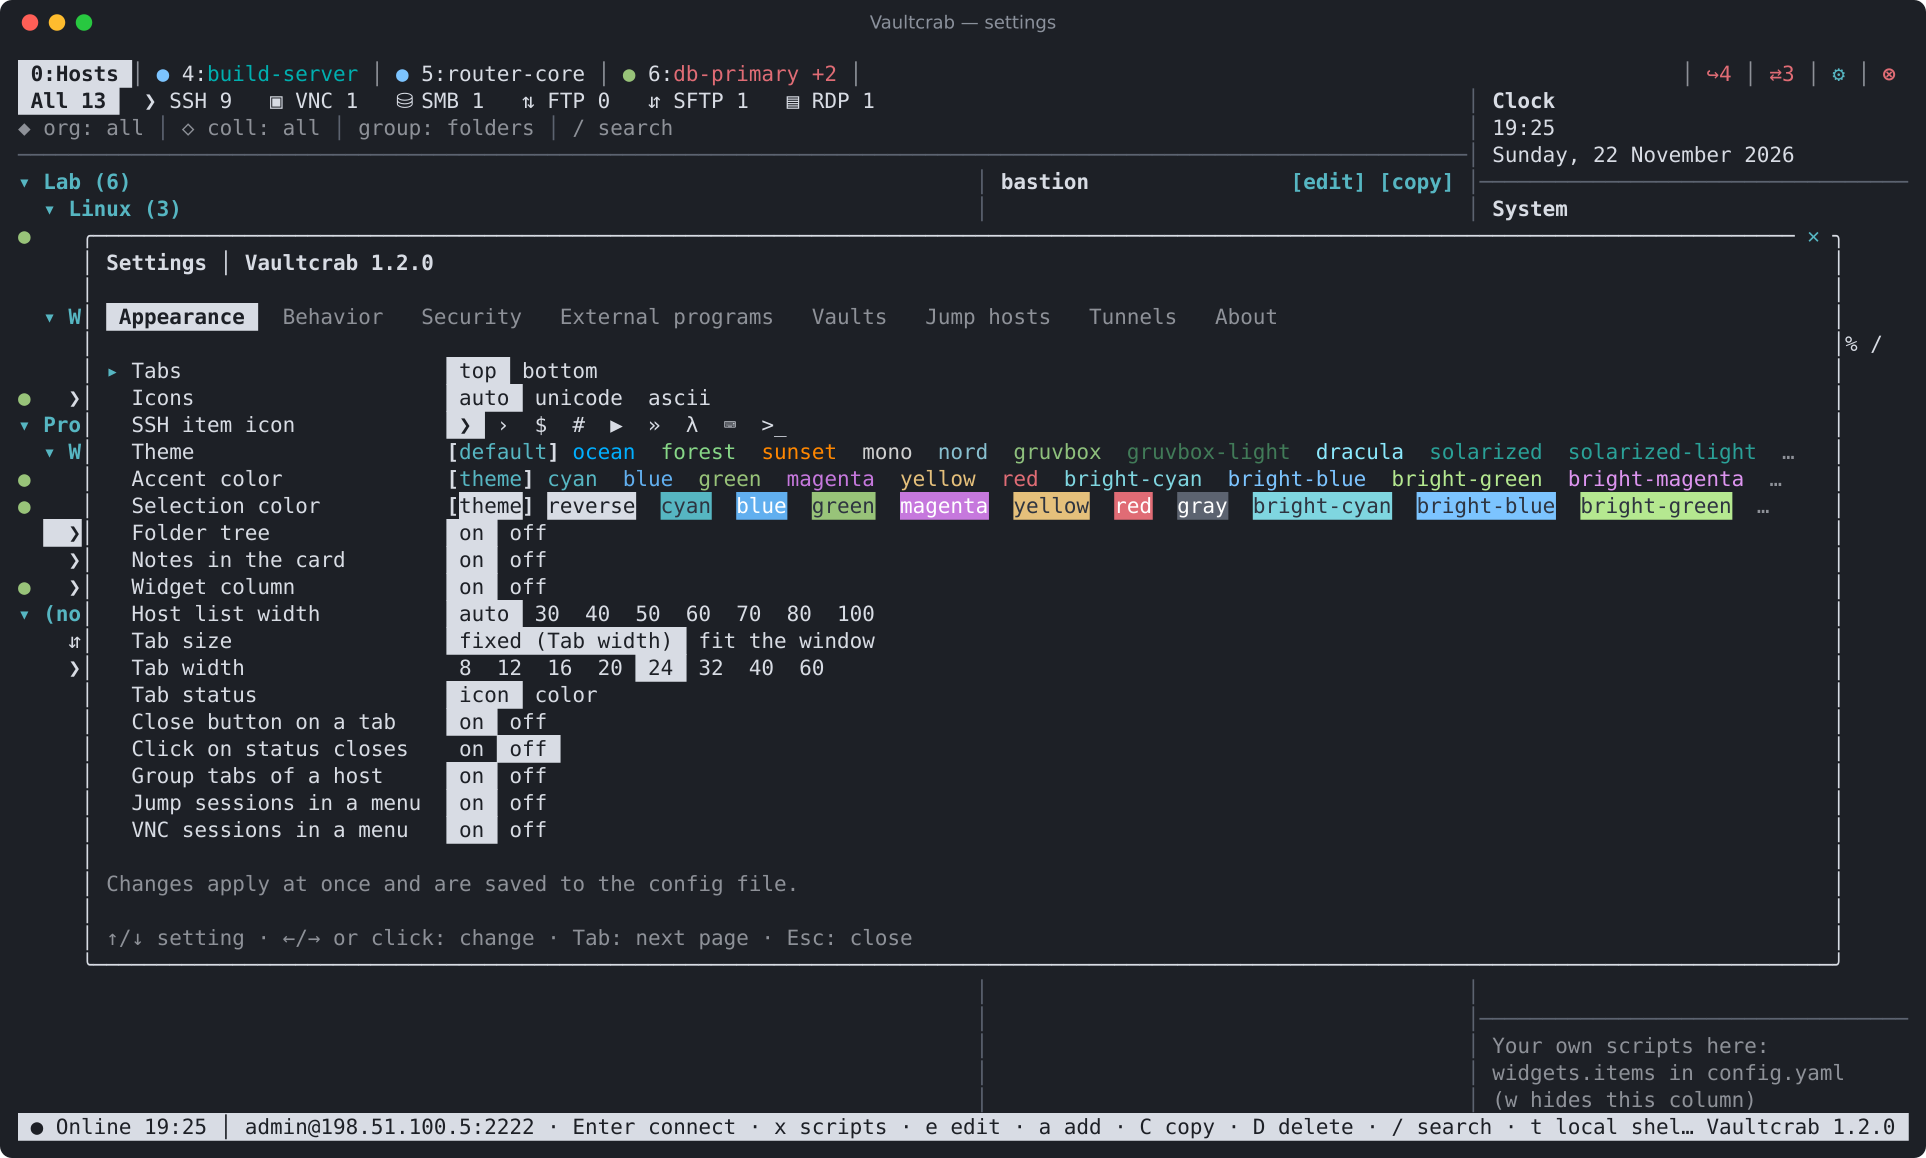 Vaultcrab — settings
0:Hosts │ ● 4:build-server │ ● 5:router-core │ ● 6:db-primary +2 │ │ ↪4 │ ⇄3 │ ⚙ │ ⊗
All 13 ❯ SSH 9 ▣ VNC 1 ⛁ SMB 1 ⇅ FTP 0 ⇵ SFTP 1 ▤ RDP 1 │ Clock
◆ org: all │ ◇ coll: all │ group: folders │ / search │ 19:25
│ Sunday, 22 November 2026
▾ Lab (6) │ bastion [edit] [copy]
▾ Linux (3) │ │ System
● ×
Settings │ Vaultcrab 1.2.0
▾ W Appearance Behavior Security External programs Vaults Jump hosts Tunnels About
% /
▸ Tabs top bottom
● ❯ Icons auto unicode ascii
▾ Pro SSH item icon ❯ › $ # ▶ » λ ⌨ >_
▾ W Theme [default] ocean forest sunset mono nord gruvbox gruvbox-light dracula solarized solarized-light …
● Accent color [theme] cyan blue green magenta yellow red bright-cyan bright-blue bright-green bright-magenta …
● Selection color [theme] reverse cyan blue green magenta yellow red gray bright-cyan bright-blue bright-green …
❯ Folder tree on off
❯ Notes in the card on off
● ❯ Widget column on off
▾ (no Host list width auto 30 40 50 60 70 80 100
⇵ Tab size fixed (Tab width) fit the window
❯ Tab width 8 12 16 20 24 32 40 60
Tab status icon color
Close button on a tab on off
Click on status closes on off
Group tabs of a host on off
Jump sessions in a menu on off
VNC sessions in a menu on off
Changes apply at once and are saved to the config file.
↑/↓ setting · ←/→ or click: change · Tab: next page · Esc: close
Your own scripts here:
widgets.items in config.yaml
(w hides this column)
● Online 19:25 │ admin@198.51.100.5:2222 · Enter connect · x scripts · e edit · a add · C copy · D delete · / search · t local shel… Vaultcrab 1.2.0